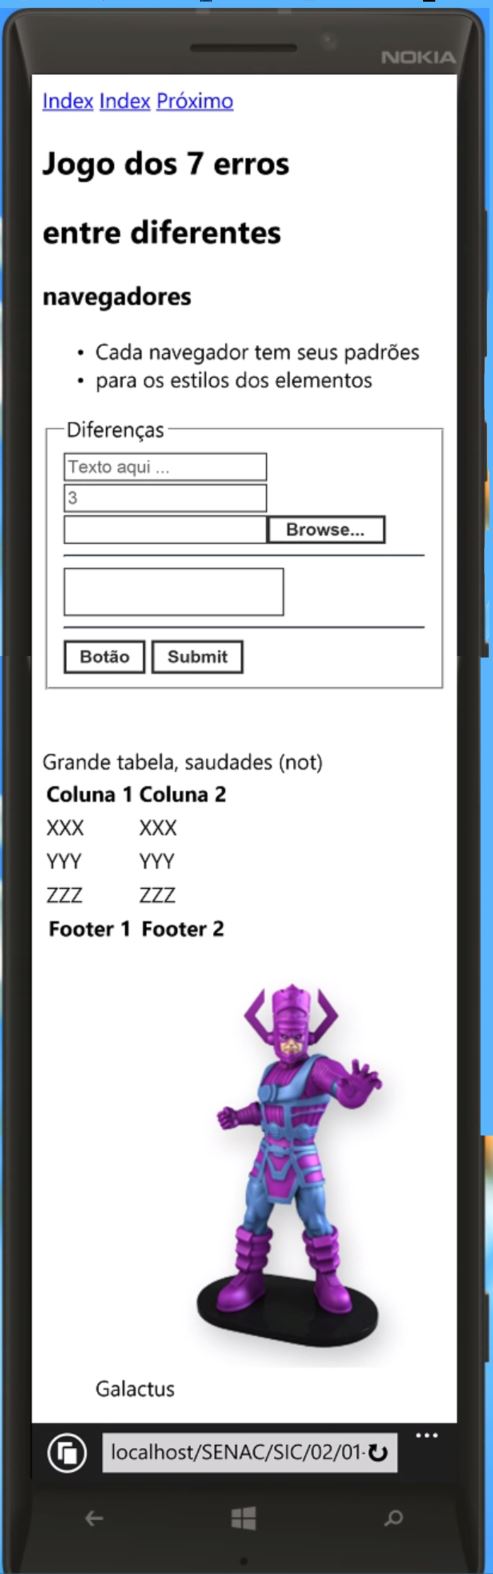 NOKIA
Index Index Próximo
Jogo dos 7 erros
entre diferentes
navegadores
• Cada navegador tem seus padrões
• para os estilos dos elementos
Diferenças
Texto aqui ...
3
Browse...
Botão Submit
Grande tabela, saudades (not)
Coluna 1 Coluna 2
XXX XXX
YYY YYY
ZZZ ZZZ
Footer 1 Footer 2
Galactus
localhost/SENAC/SIC/02/01-